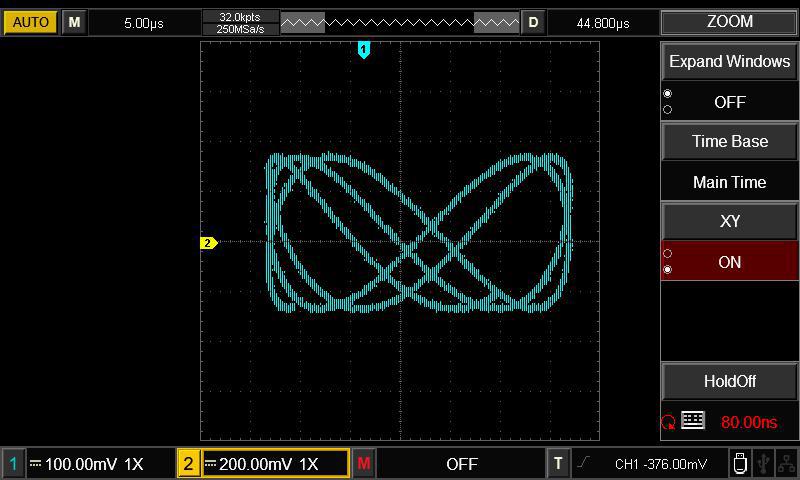 AUTO M 5.00µs 32.0kpts D 44.800µs ZOOM
250MSa/s
1
Expand Windows
OFF
Time Base
Main Time
XY
2
ON
HoldOff
80.00ns
1 100.00mV 1X 2 200.00mV 1X M OFF T CH1 -376.00mV